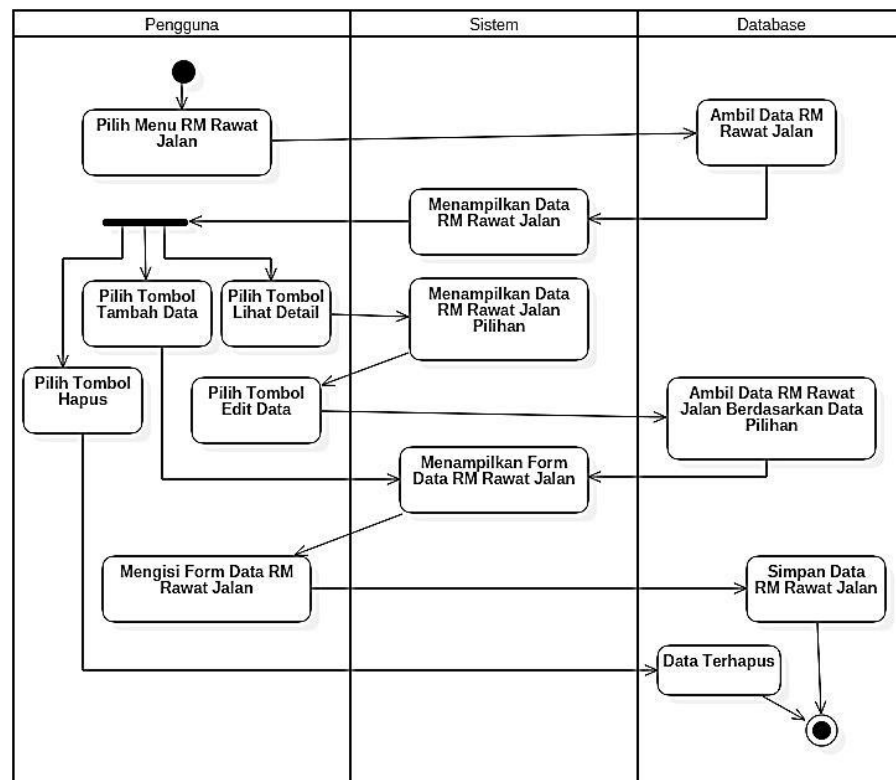 Pengguna
Sistem
Database
Pilih Menu RM Rawat
Jalan
Ambil Data RM
Rawat Jalan
Menampilkan Data
RM Rawat Jalan
Pilih Tombol
Tambah Data
Pilih Tombol
Lihat Detail
Menampilkan Data
RM Rawat Jalan
Pilihan
Pilih Tombol
Hapus
Pilih Tombol
Edit Data
Ambil Data RM Rawat
Jalan Berdasarkan Data
Pilihan
Menampilkan Form
Data RM Rawat Jalan
Mengisi Form Data RM
Rawat Jalan
Simpan Data
RM Rawat Jalan
Data Terhapus